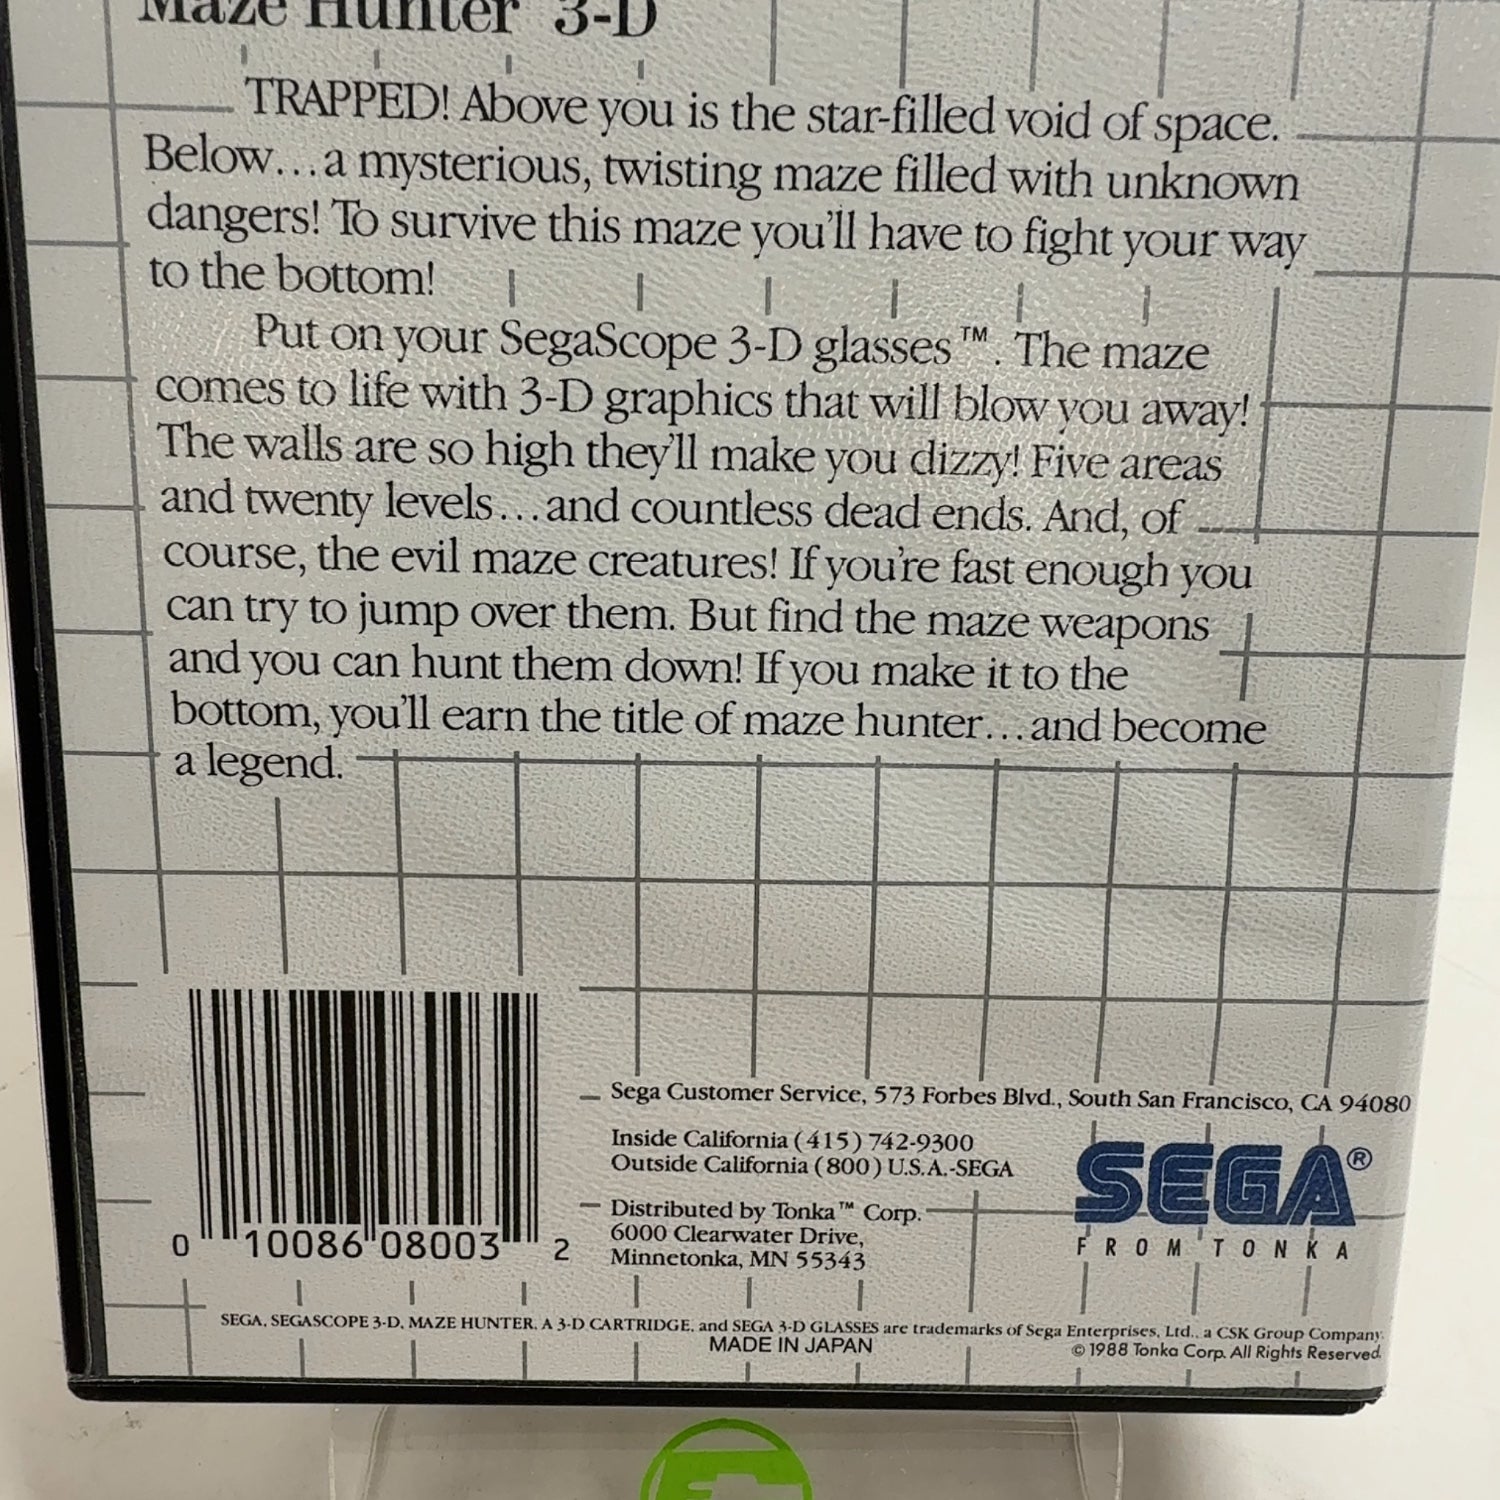 Maze Hunter 3-D
TRAPPED! Above you is the star-filled void of space.
Below...a mysterious, twisting maze filled with unknown
dangers! To survive this maze you'll have to fight your way
to the bottom!
Put on your SegaScope 3-D glasses™. The maze
comes to life with 3-D graphics that will blow you away!
The walls are so high they'll make you dizzy! Five areas
and twenty levels...and countless dead ends. And, of
course, the evil maze creatures! If you're fast enough you
can try to jump over them. But find the maze weapons
and you can hunt them down! If you make it to the
bottom, you'll earn the title of maze hunter...and become
a legend.
0 10086 08003 2
Sega Customer Service, 573 Forbes Blvd., South San Francisco, CA 94080
Inside California (415) 742-9300
Outside California (800) U.S.A.-SEGA
Distributed by Tonka™ Corp.
6000 Clearwater Drive,
Minnetonka, MN 55343
SEGA®
FROM TONKA
SEGA, SEGASCOPE 3-D, MAZE HUNTER, A 3-D CARTRIDGE, and SEGA 3-D GLASSES are trademarks of Sega Enterprises, Ltd., a CSK Group Company.
MADE IN JAPAN
© 1988 Tonka Corp. All Rights Reserved.